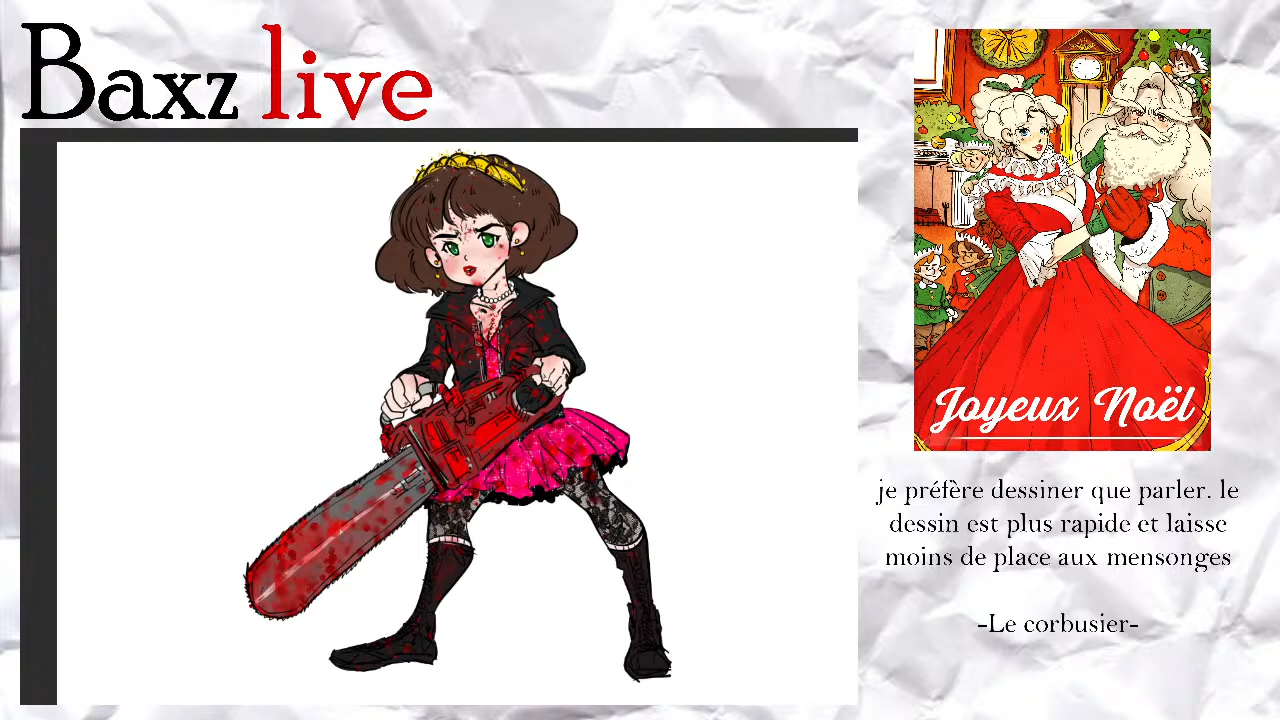 Baxz live
Joyeux Noël
je préfère dessiner que parler. le
dessin est plus rapide et laisse
moins de place aux mensonges
-Le corbusier-